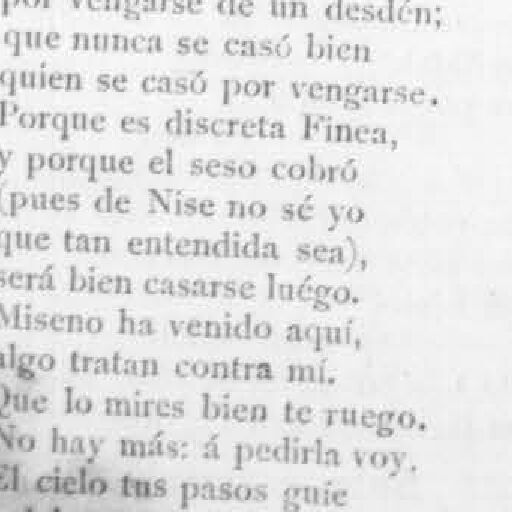 por vengarse de un desdén;
que nunca se casó bien
quien se casó por vengarse.
Porque es discreta Finea,
y porque el seso cobró
(pues de Nise no sé yo
que tan entendida sea),
será bien casarse luégo.
Miseno ha venido aquí,
algo tratan contra mí.
Que lo mires bien te ruego.
No hay más: á pedirla voy.
El cielo tus pasos guie